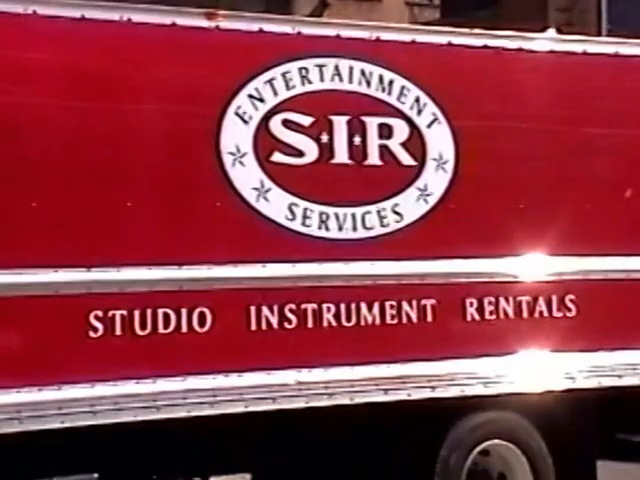 ENTERTAINMENT
S·I·R
SERVICES
STUDIO INSTRUMENT RENTALS